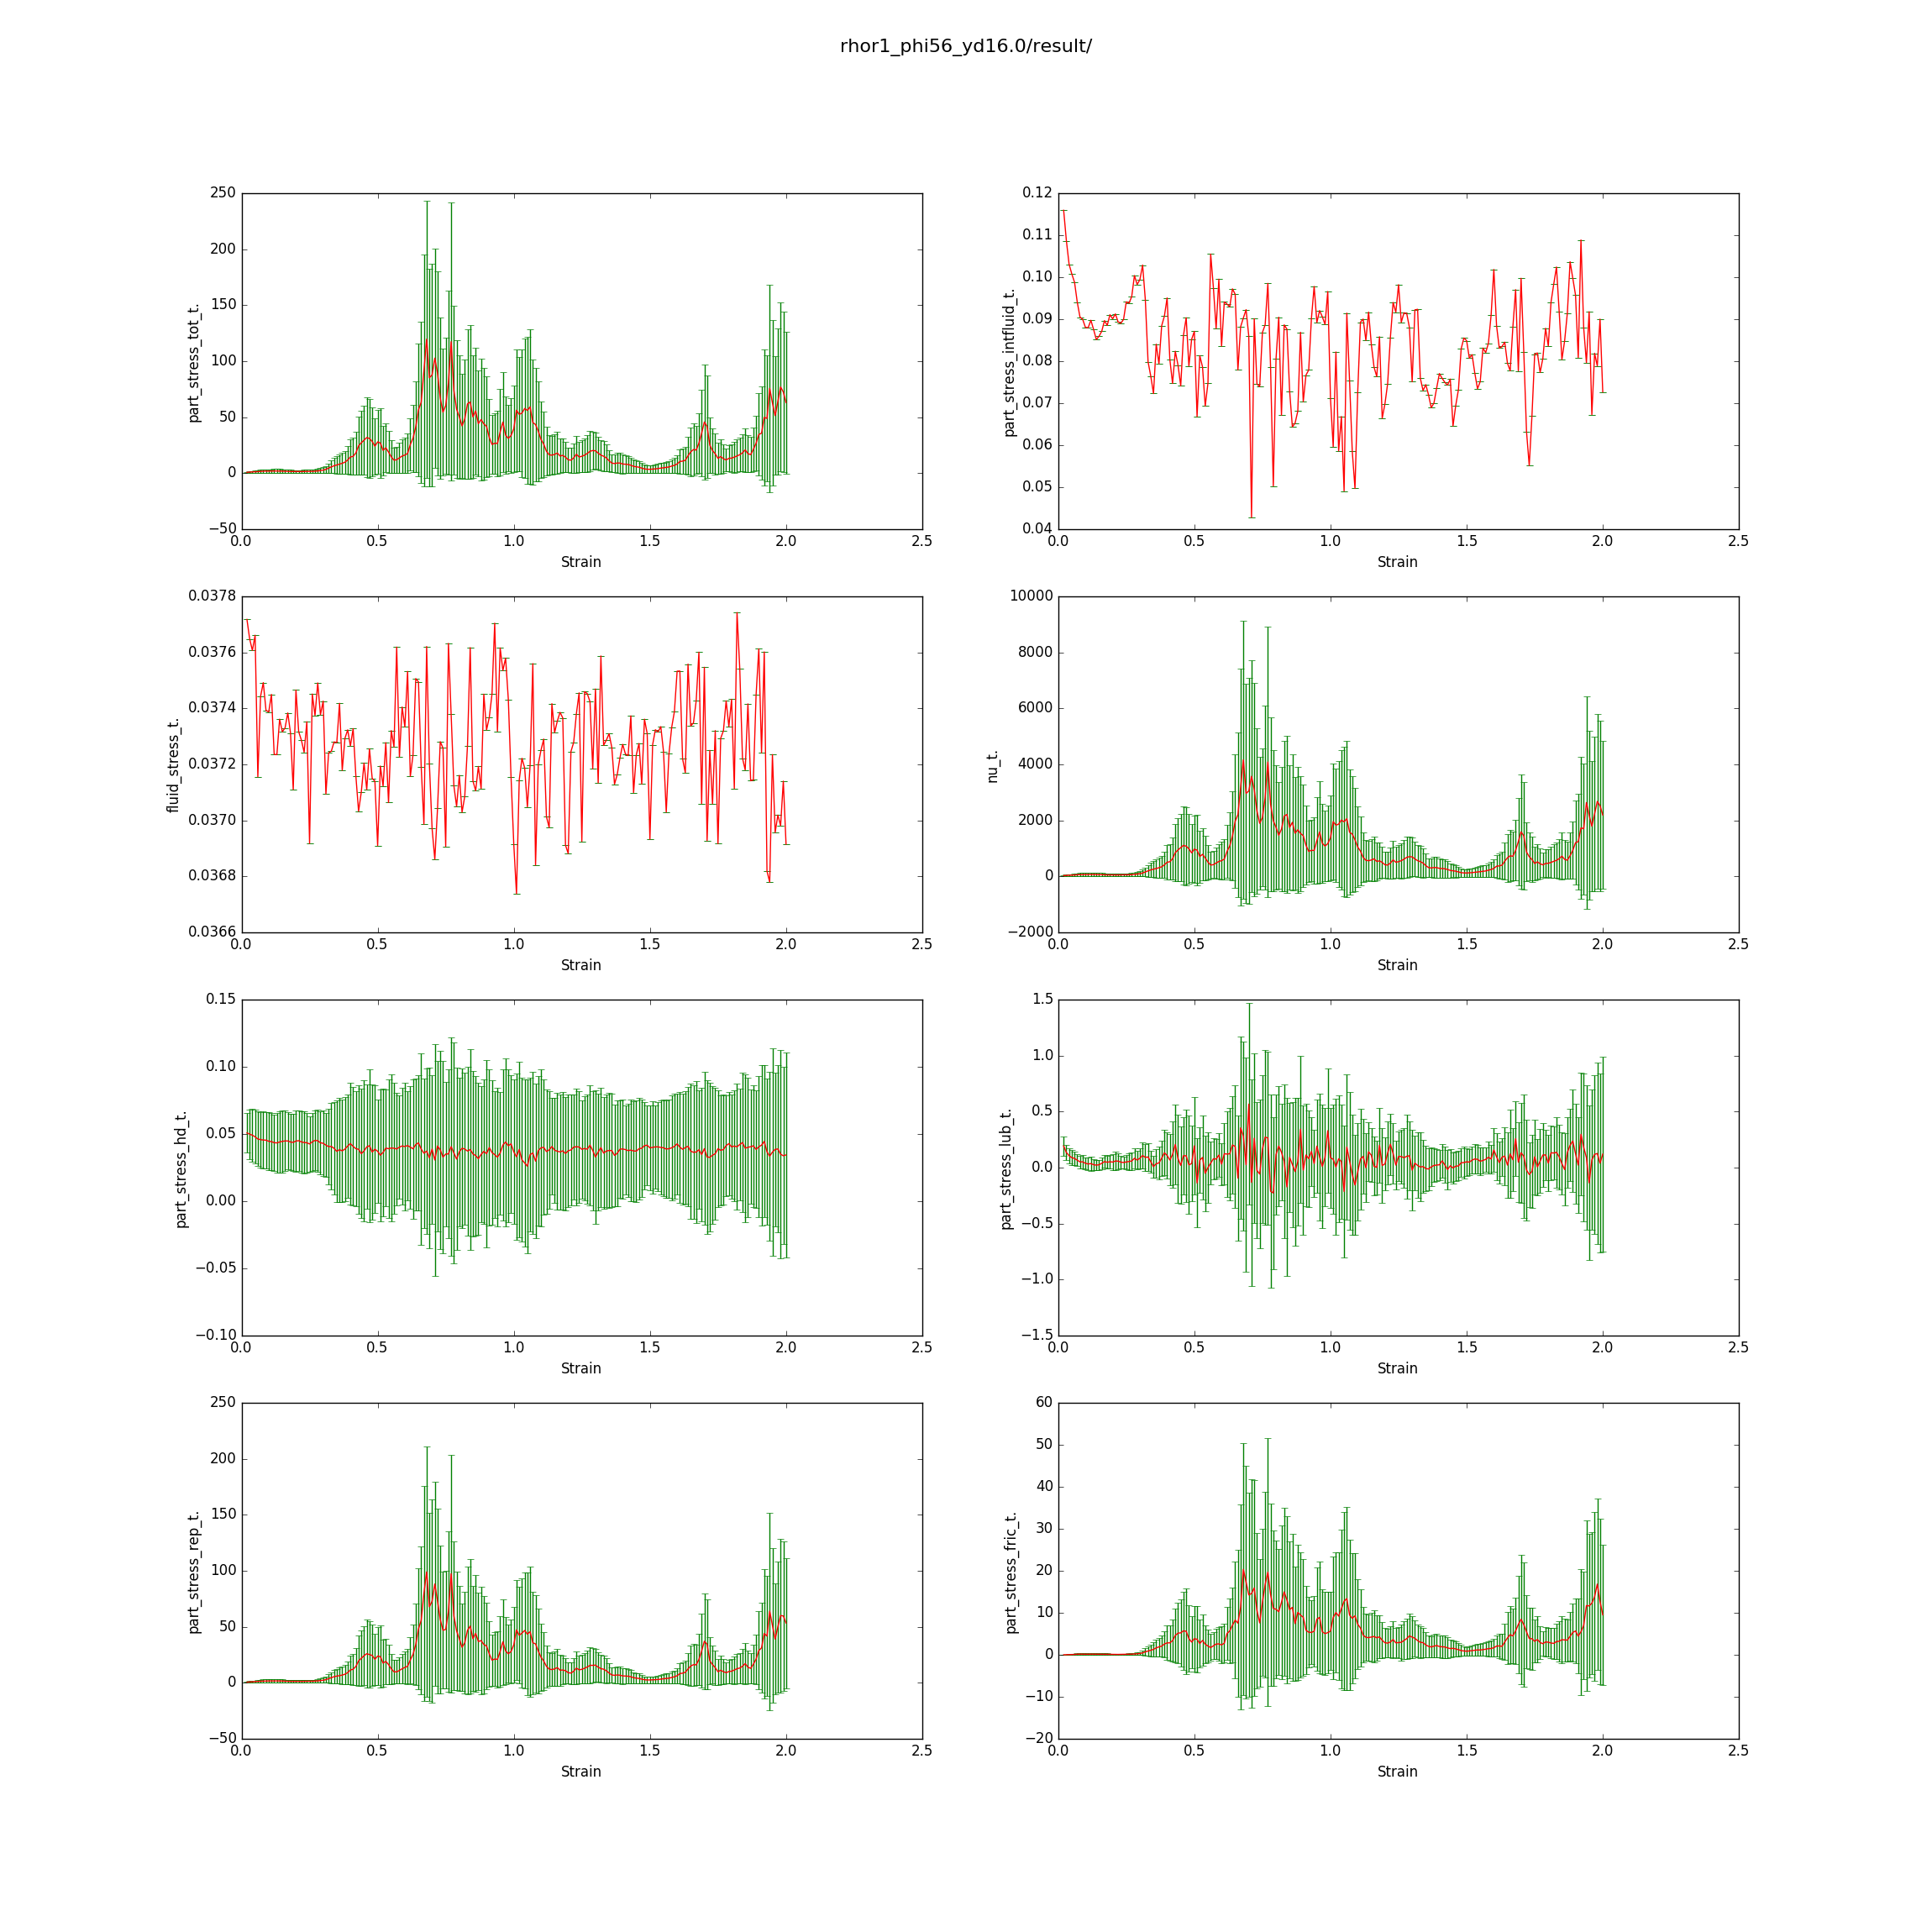 rhor1_phi56_yd16.0/result/
250
200
150
100
50
0
−50
part_stress_tot_t.
0.0 0.5 1.0 1.5 2.0 2.5
Strain
0.12
0.11
0.10
0.09
0.08
0.07
0.06
0.05
0.04
part_stress_intfluid_t.
0.0 0.5 1.0 1.5 2.0 2.5
Strain
0.0378
0.0376
0.0374
0.0372
0.0370
0.0368
0.0366
fluid_stress_t.
0.0 0.5 1.0 1.5 2.0 2.5
Strain
10000
8000
6000
4000
2000
0
−2000
nu_t.
0.0 0.5 1.0 1.5 2.0 2.5
Strain
0.15
0.10
0.05
0.00
−0.05
−0.10
part_stress_hd_t.
0.0 0.5 1.0 1.5 2.0 2.5
Strain
1.5
1.0
0.5
0.0
−0.5
−1.0
−1.5
part_stress_lub_t.
0.0 0.5 1.0 1.5 2.0 2.5
Strain
250
200
150
100
50
0
−50
part_stress_rep_t.
0.0 0.5 1.0 1.5 2.0 2.5
Strain
60
50
40
30
20
10
0
−10
−20
part_stress_fric_t.
0.0 0.5 1.0 1.5 2.0 2.5
Strain